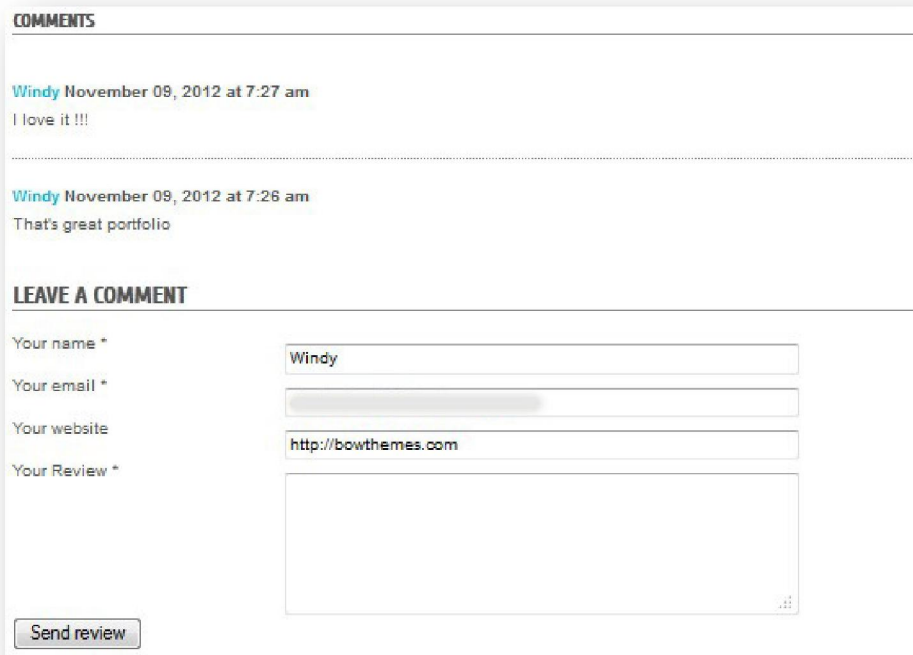 COMMENTS
Windy November 09, 2012 at 7:27 am
I love it !!!
Windy November 09, 2012 at 7:26 am
That's great portfolio
LEAVE A COMMENT
Your name *
Windy
Your email *
Your website
http://bowthemes.com
Your Review *
Send review